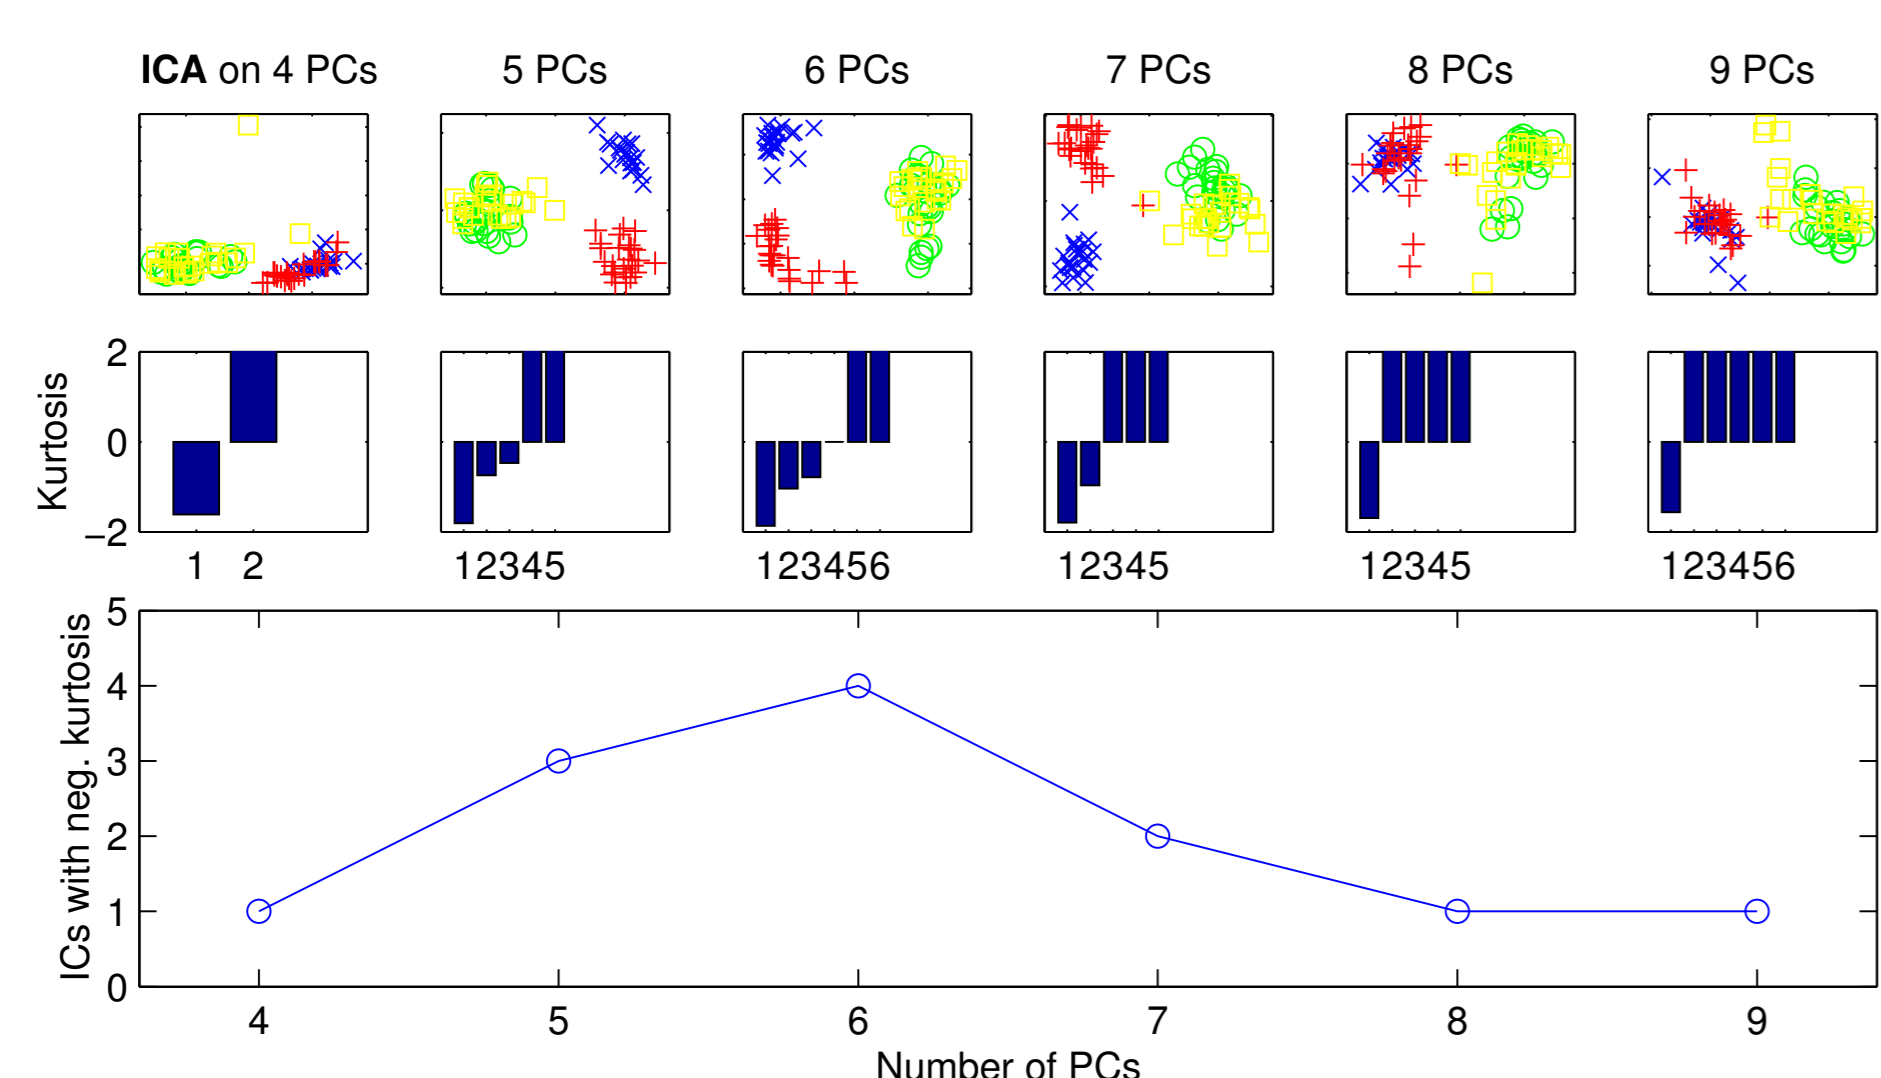 ICA on 4 PCs
5 PCs
6 PCs
7 PCs
8 PCs
9 PCs
Kurtosis
2
0
−2
1 2
12345
123456
12345
12345
123456
ICs with neg. kurtosis
5
4
3
2
1
0
4 5 6 7 8 9
Number of PCs